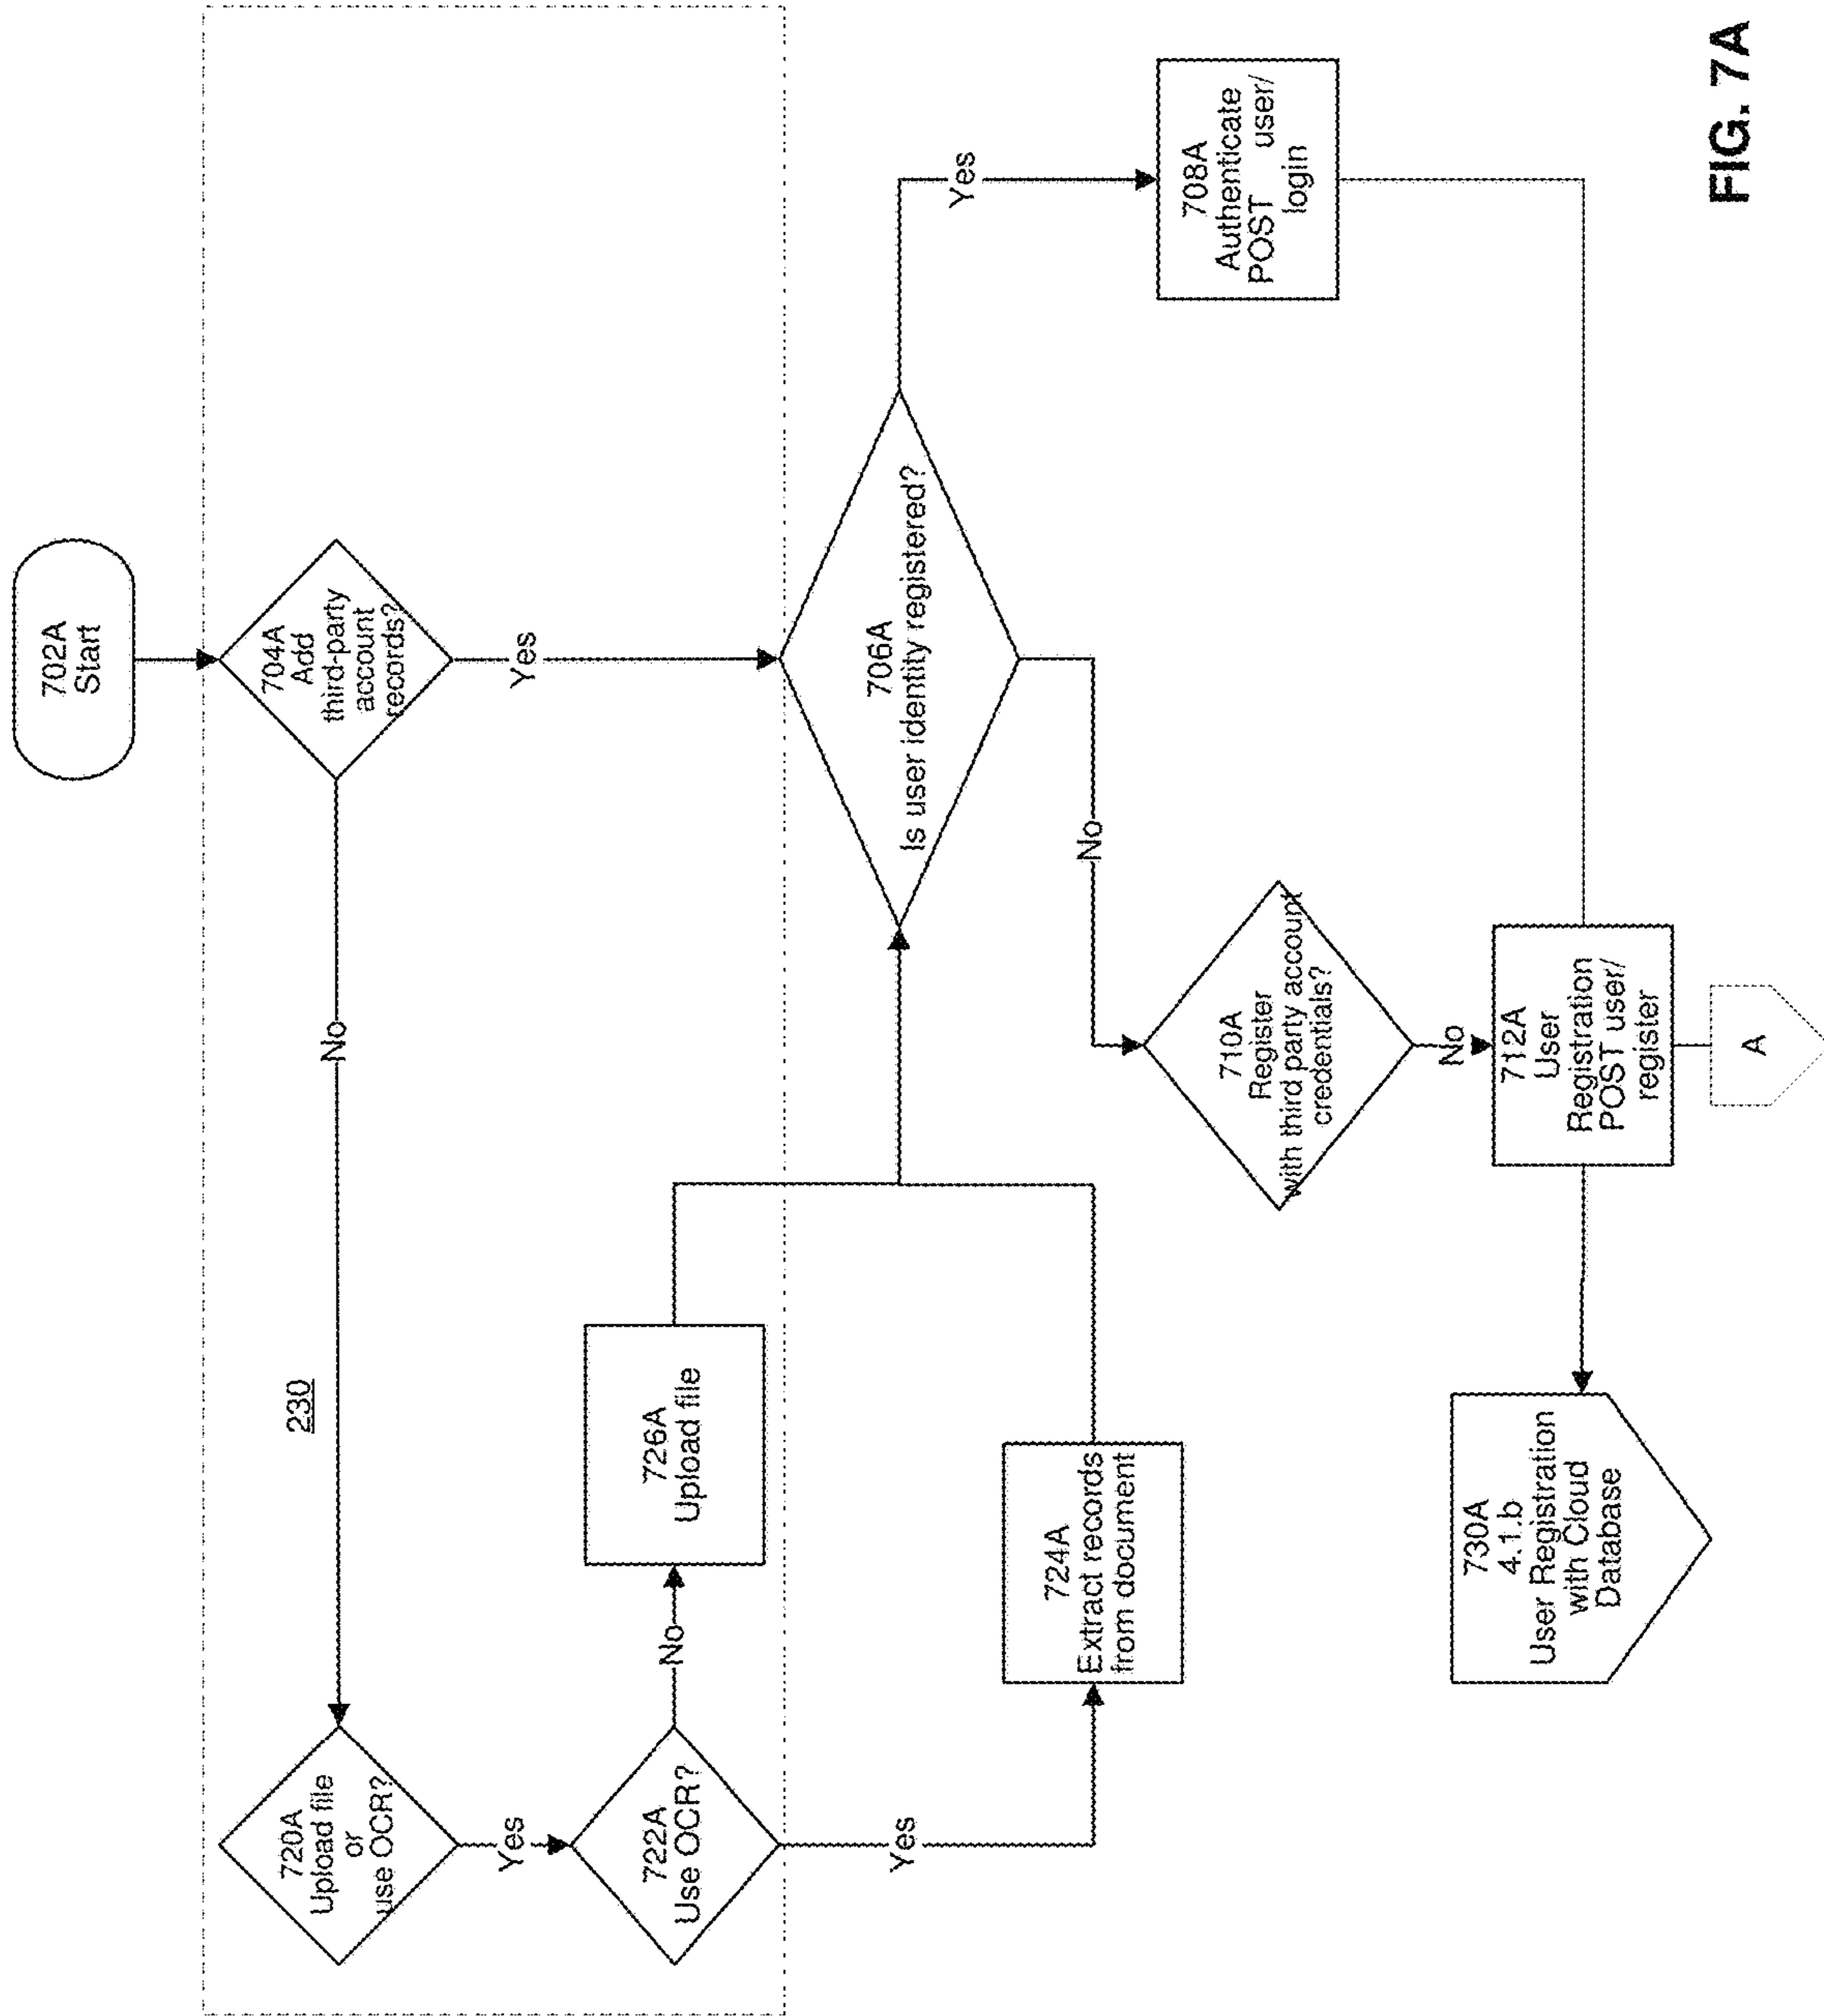 702A
Start
704A
Add
third-party
account
records?
No
Yes
230
720A
Upload file
or
use OCR?
Yes
722A
Use OCR?
No
Yes
726A
Upload file
724A
Extract records
from document
706A
Is user identity registered?
Yes
No
708A
Authenticate
POST user/
login
710A
Register
with third party account
credentials?
No
712A
User
Registration
POST user/
register
A
730A
4.1.b
User Registration
with Cloud
Database
FIG. 7A